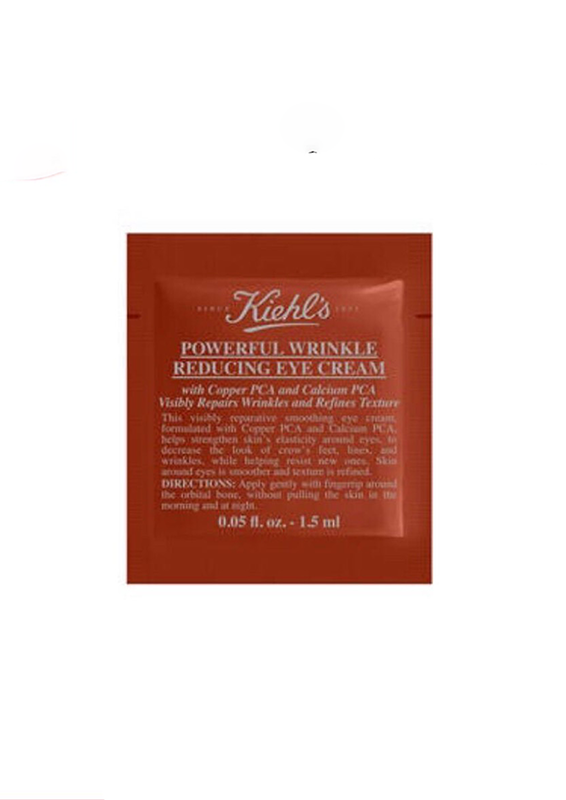 SINCE Kiehl's 1851
POWERFUL WRINKLE
REDUCING EYE CREAM
with Copper PCA and Calcium PCA
Visibly Repairs Wrinkles and Refines Texture
This visibly reparative smoothing eye cream,
formulated with Copper PCA and Calcium PCA,
helps strengthen skin's elasticity around eyes, to
decrease the look of crow's feet, lines, and
wrinkles, while helping resist new ones. Skin
around eyes is smoother and texture is refined.
DIRECTIONS: Apply gently with fingertip around
the orbital bone, without pulling the skin in the
morning and at night.
0.05 fl. oz. - 1.5 ml